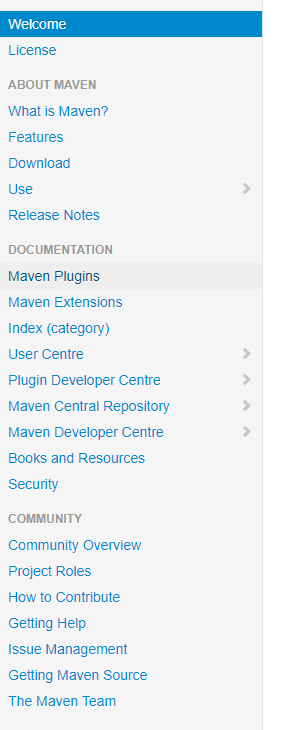 Welcome
License
ABOUT MAVEN
What is Maven?
Features
Download
Use
Release Notes
DOCUMENTATION
Maven Plugins
Maven Extensions
Index (category)
User Centre
Plugin Developer Centre
Maven Central Repository
Maven Developer Centre
Books and Resources
Security
COMMUNITY
Community Overview
Project Roles
How to Contribute
Getting Help
Issue Management
Getting Maven Source
The Maven Team